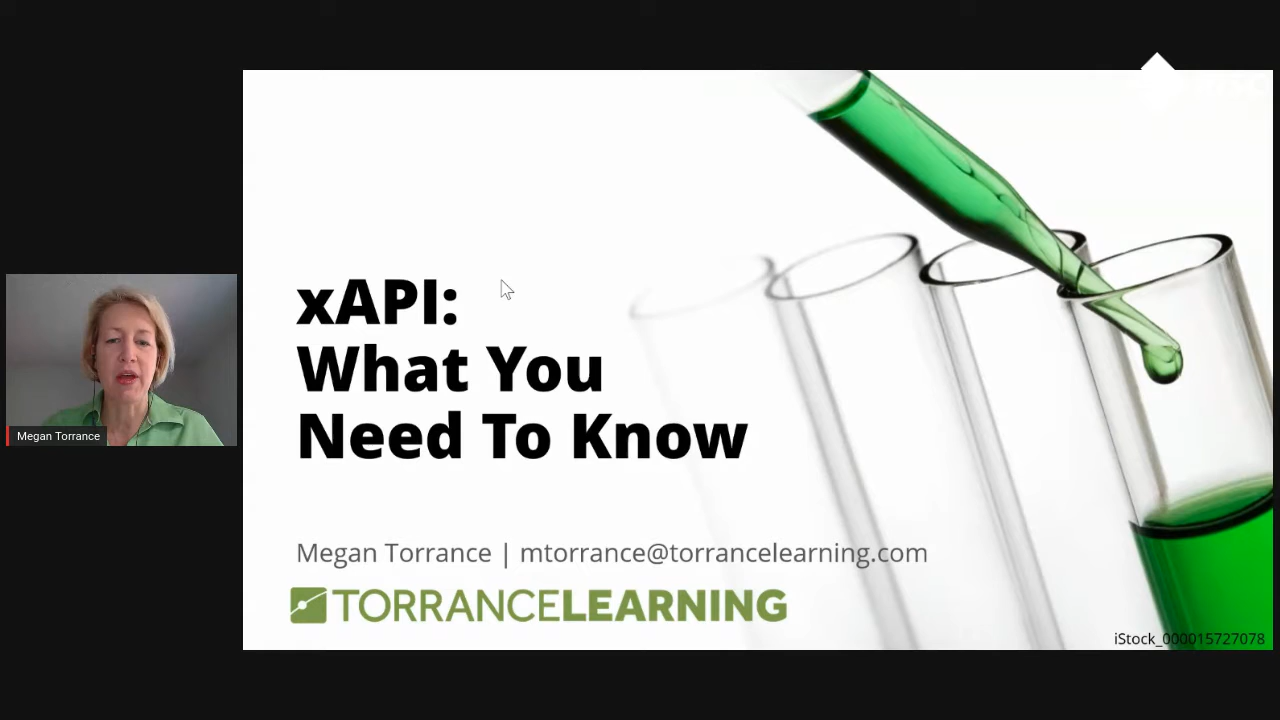 xAPI:
What You
Need To Know
Megan Torrance
Megan Torrance | mtorrance@torrancelearning.com
TORRANCELEARNING
iStock_000015727078